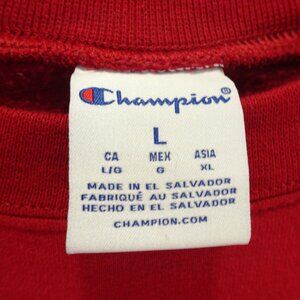 Champion®
L
CA MEX ASIA
L/G G XL
MADE IN EL SALVADOR
FABRIQUÉ AU SALVADOR
HECHO EN EL SALVADOR
CHAMPION.COM